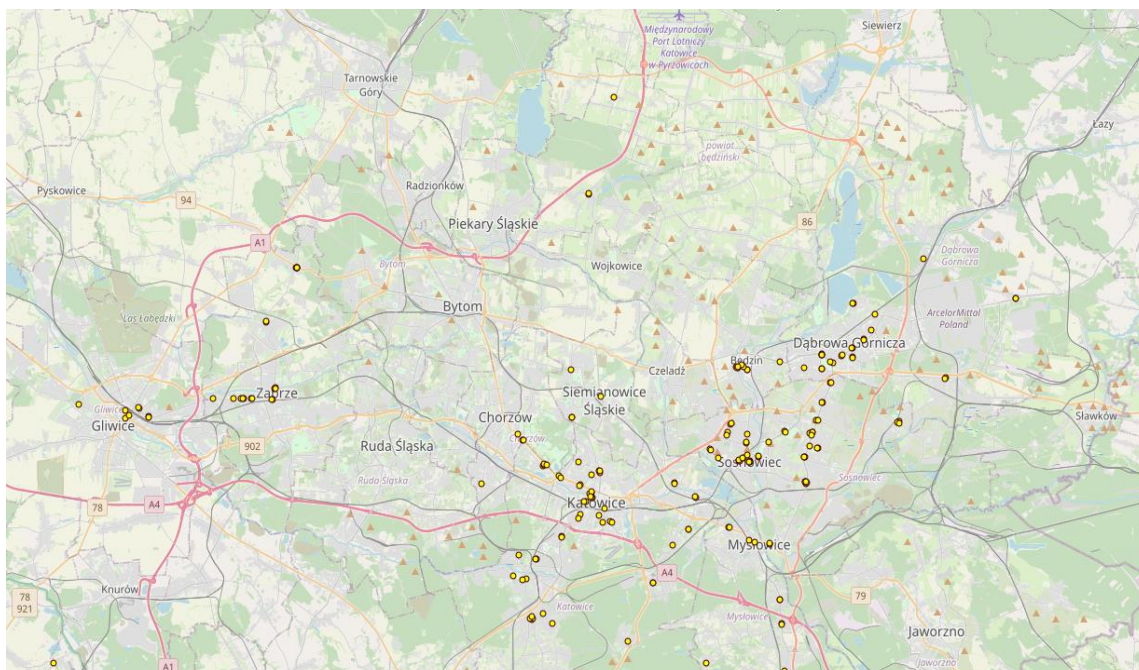 Międzynarodowy
Port Lotniczy
Katowice
w Pyrzowicach
Siewierz
Tarnowskie
Góry
Łazy
powiat
będziński
Pyskowice
Radzionków
94
86
Piekary Śląskie
A1
Bytom
Wojkowice
Dąbrowa
Górnicza
Bytom
Las Łabędzki
ArcelorMittal
Poland
Dąbrowa Górnicza
Będzin
Czeladź
Zabrze
Siemianowice
Śląskie
Gliwice
Gliwice
Chorzów
Chorzów
Sławków
902
Ruda Śląska
Ruda Śląska
Sosnowiec
Sosnowiec
A4
78
Katowice
Mysłowice
A4
Knurów
78
921
Katowice
79
Mysłowice
Jaworzno
Jaworzno
A1